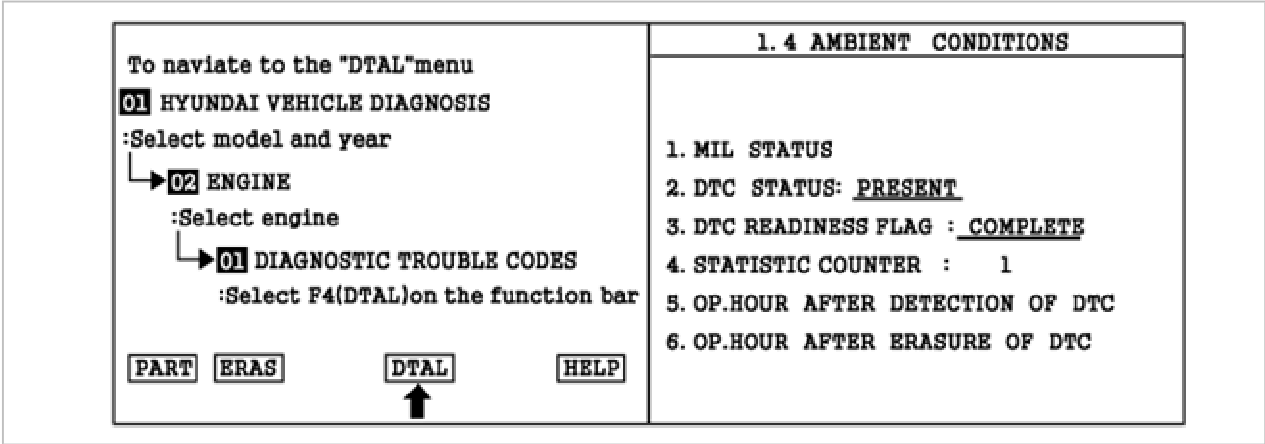 To naviate to the "DTAL"menu
01 HYUNDAI VEHICLE DIAGNOSIS
:Select model and year
02 ENGINE
:Select engine
01 DIAGNOSTIC TROUBLE CODES
:Select F4(DTAL)on the function bar
PART ERAS DTAL HELP
1.4 AMBIENT CONDITIONS
1. MIL STATUS
2. DTC STATUS: PRESENT
3. DTC READINESS FLAG : COMPLETE
4. STATISTIC COUNTER : 1
5. OP.HOUR AFTER DETECTION OF DTC
6. OP.HOUR AFTER ERASURE OF DTC